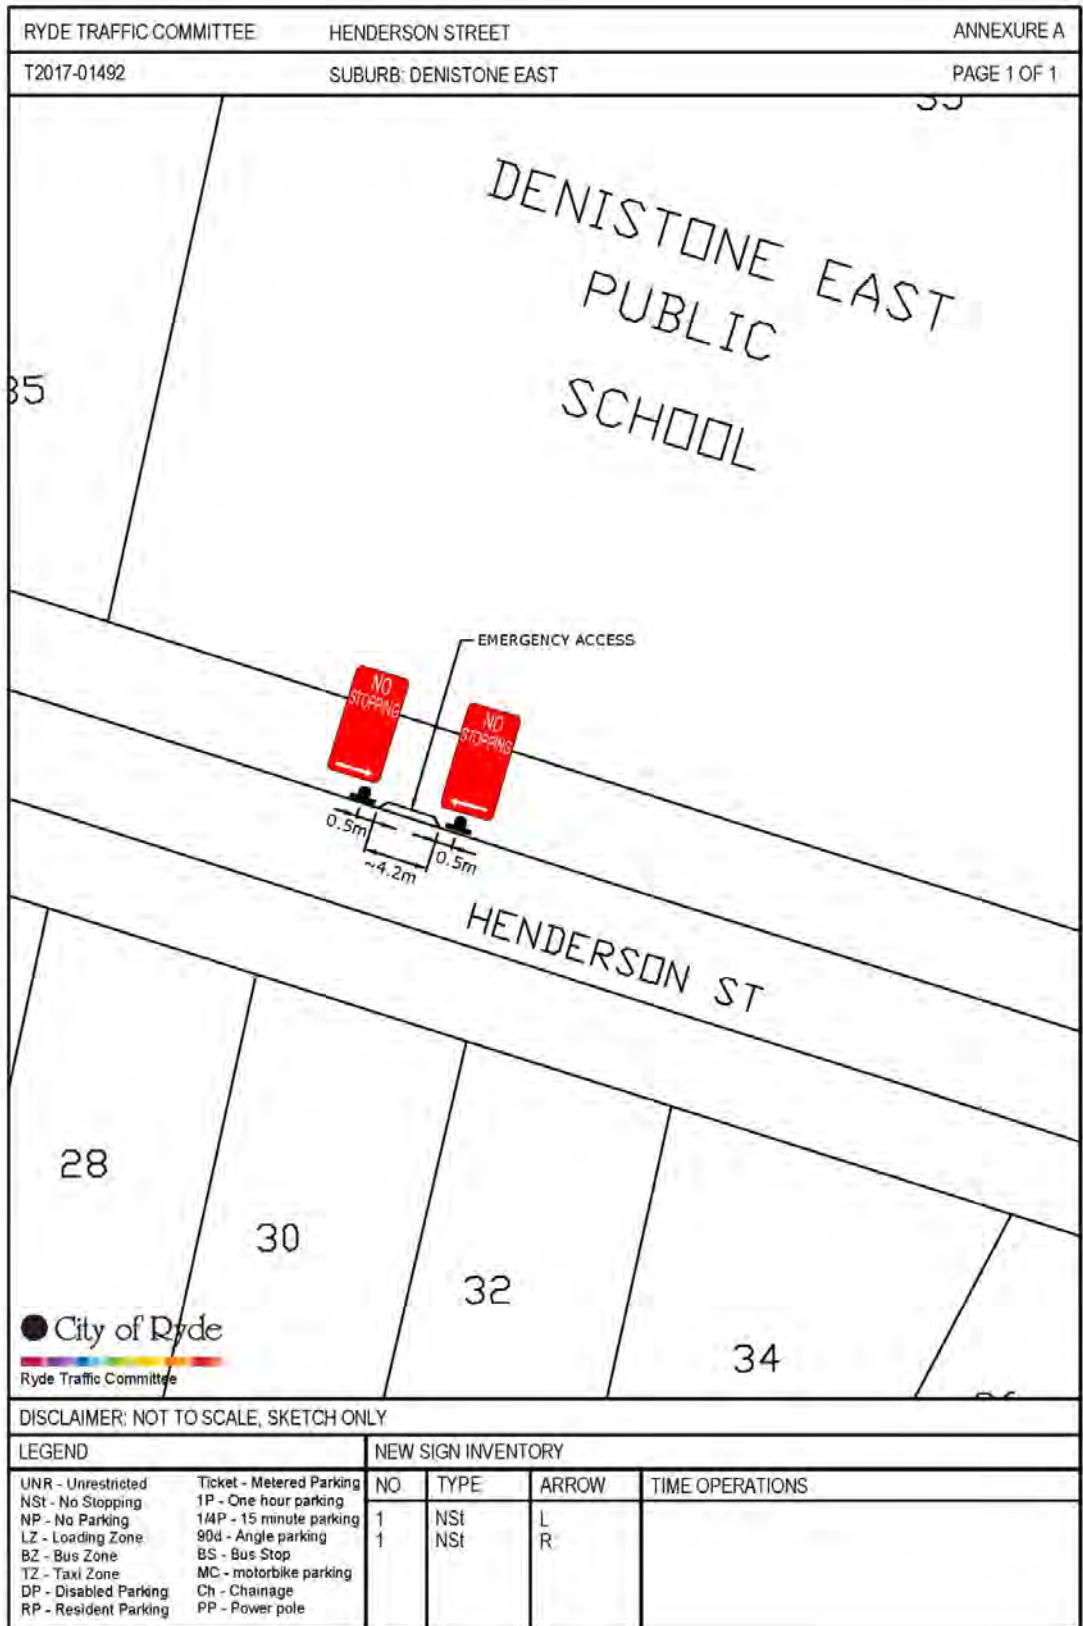 RYDE TRAFFIC COMMITTEE HENDERSON STREET ANNEXURE A
T2017-01492 SUBURB: DENISTONE EAST PAGE 1 OF 1
DENISTONE EAST
PUBLIC
SCHOOL
EMERGENCY ACCESS
NO
STOPPING
NO
STOPPING
0.5m
~4.2m
0.5m
HENDERSON ST
28
30
32
34
City of Ryde
Ryde Traffic Committee
DISCLAIMER: NOT TO SCALE, SKETCH ONLY
LEGEND
UNR - Unrestricted
NSt - No Stopping
NP - No Parking
LZ - Loading Zone
BZ - Bus Zone
TZ - Taxi Zone
DP - Disabled Parking
RP - Resident Parking
Ticket - Metered Parking
1P - One hour parking
1/4P - 15 minute parking
90d - Angle parking
BS - Bus Stop
MC - motorbike parking
Ch - Chainage
PP - Power pole
NEW SIGN INVENTORY
NO TYPE ARROW TIME OPERATIONS
1 NSt L
1 NSt R